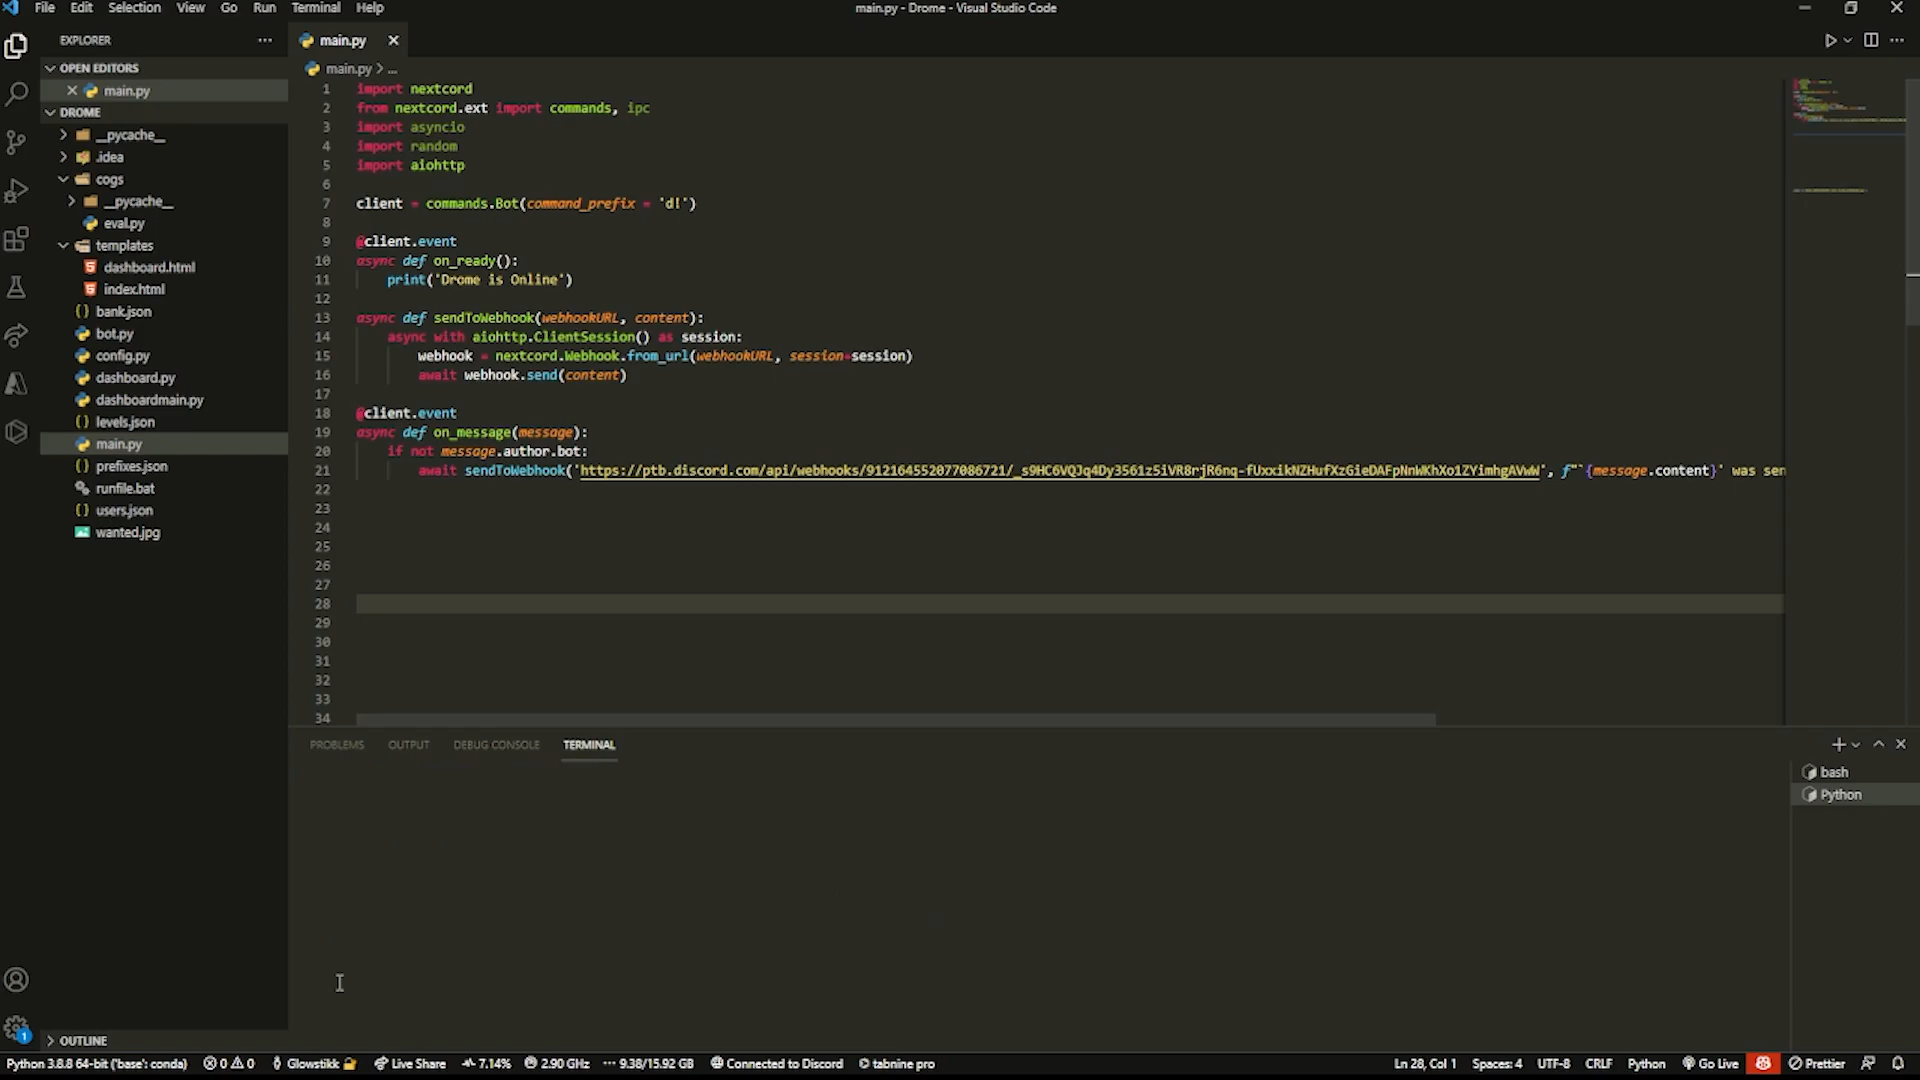 File Edit Selection View Go Run Terminal Help
main.py - Drome - Visual Studio Code
EXPLORER
OPEN EDITORS
main.py
DROME
__pycache__
.idea
cogs
__pycache__
eval.py
templates
dashboard.html
index.html
bank.json
bot.py
config.py
dashboard.py
dashboardmain.py
levels.json
main.py
prefixes.json
runfile.bat
users.json
wanted.jpg
OUTLINE
main.py
main.py > ...
1 import nextcord
2 from nextcord.ext import commands, ipc
3 import asyncio
4 import random
5 import aiohttp
6
7 client = commands.Bot(command_prefix = 'd!')
8
9 @client.event
10 async def on_ready():
11 print('Drome is Online')
12
13 async def sendToWebhook(webhookURL, content):
14 async with aiohttp.ClientSession() as session:
15 webhook = nextcord.Webhook.from_url(webhookURL, session=session)
16 await webhook.send(content)
17
18 @client.event
19 async def on_message(message):
20 if not message.author.bot:
21 await sendToWebhook('https://ptb.discord.com/api/webhooks/912164552077086721/_s9HC6VQJq4Dy3561z5iVR8rjR6nq-fUxxikNZHufXzGieDAFpNnWKhXo1ZYimhgAVwW', f"`{message.content}` was sen
22
23
24
25
26
27
28
29
30
31
32
33
34
PROBLEMS OUTPUT DEBUG CONSOLE TERMINAL
bash
Python
1
Python 3.8.8 64-bit ('base': conda) 0 0 Glowstikk Live Share 7.14% 2.90 GHz 9.38/15.92 GB Connected to Discord tabnine pro Ln 28, Col 1 Spaces: 4 UTF-8 CRLF Python Go Live Prettier